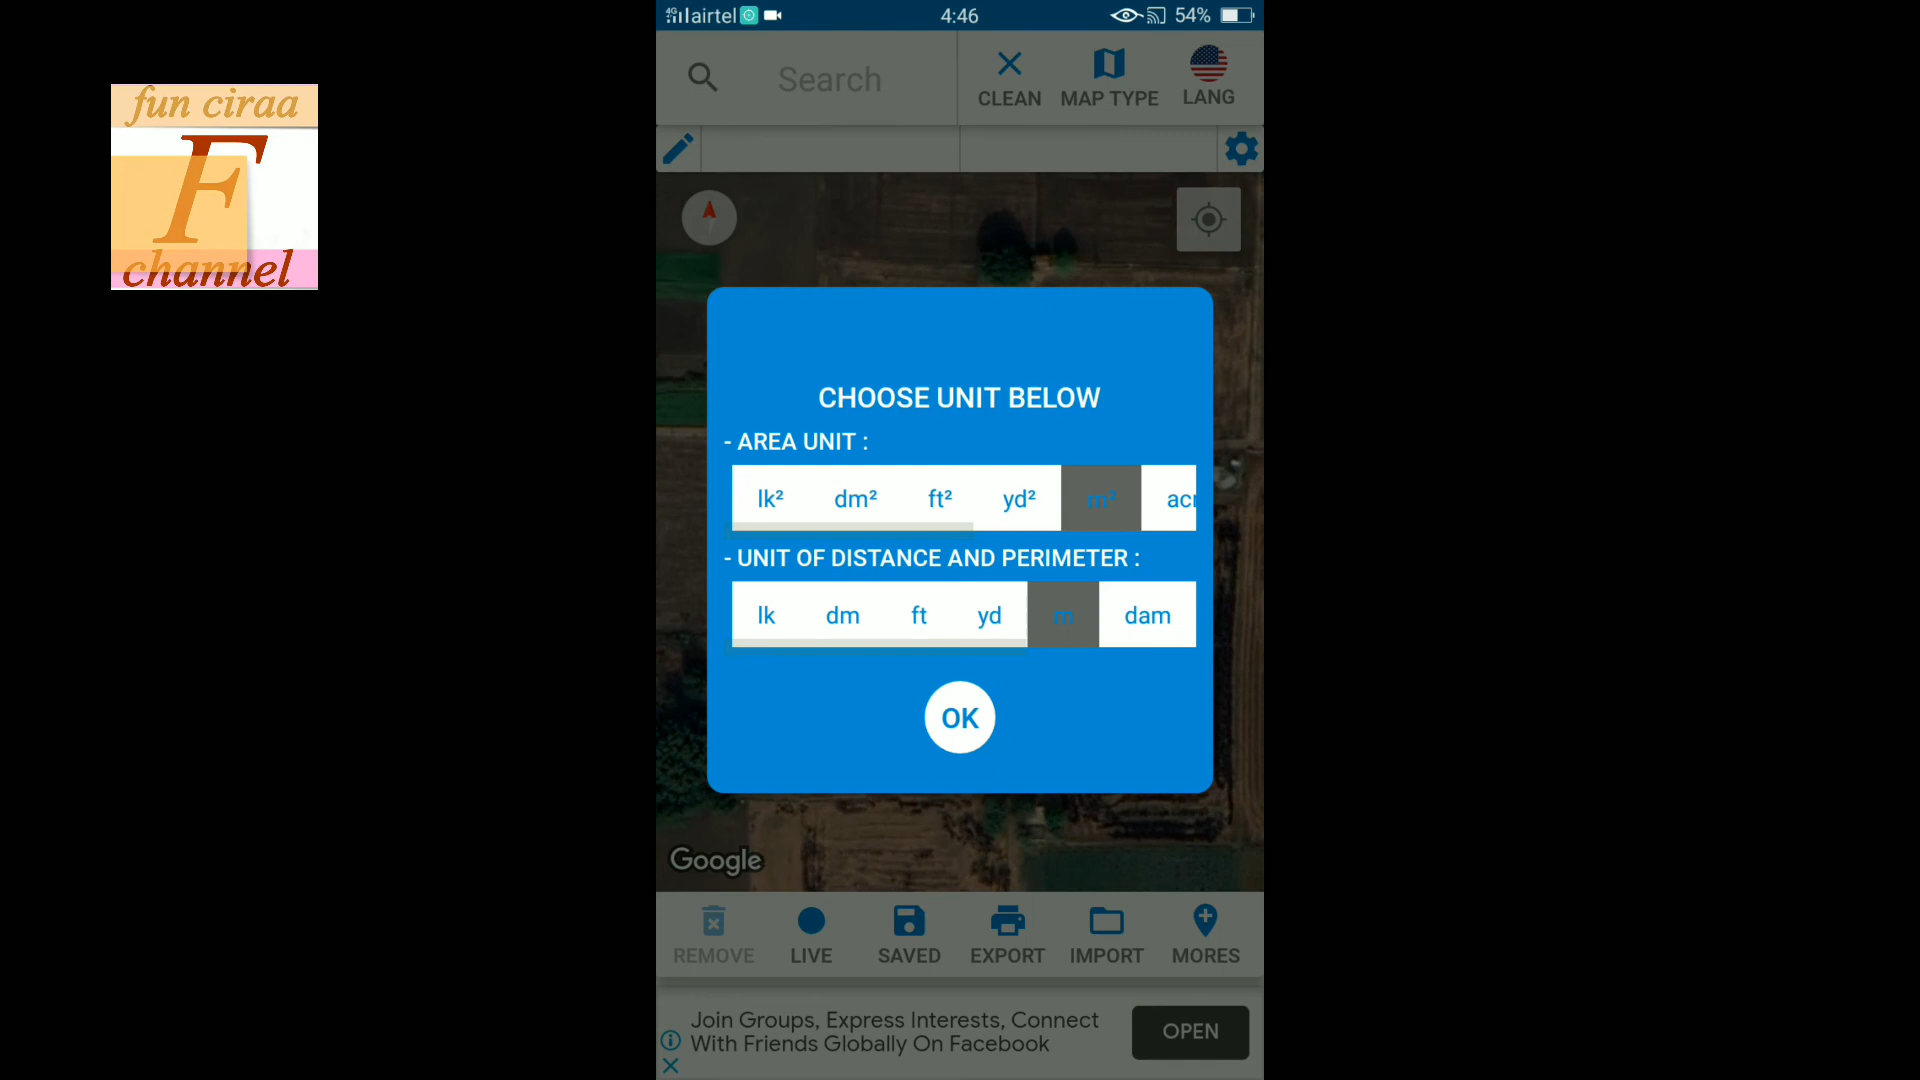 fun ciraa
F
channel
4G airtel 4:46 54%
Search
CLEAN MAP TYPE LANG
CHOOSE UNIT BELOW
- AREA UNIT :
lk² dm² ft² yd² m² acr
- UNIT OF DISTANCE AND PERIMETER :
lk dm ft yd m dam
OK
Google
REMOVE LIVE SAVED EXPORT IMPORT MORES
Join Groups, Express Interests, Connect
With Friends Globally On Facebook
OPEN